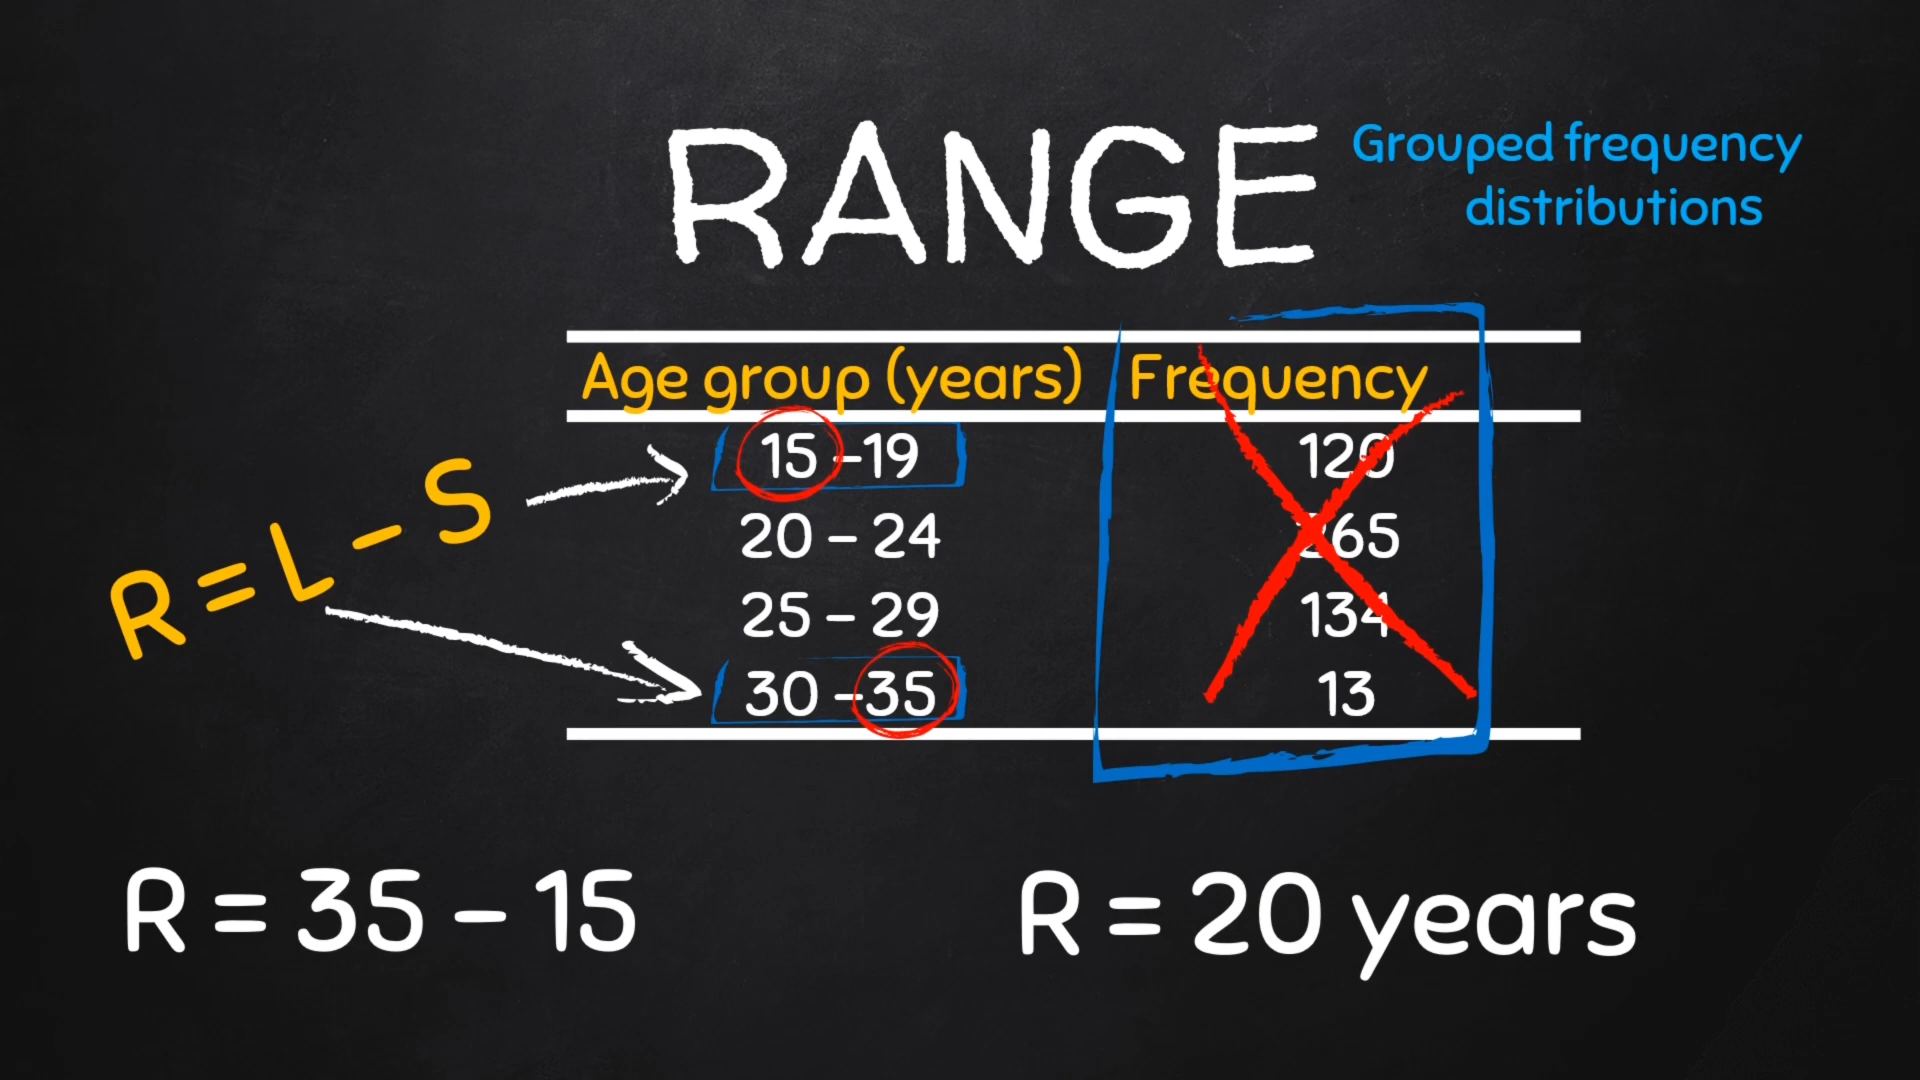 RANGE
Grouped frequency
distributions
Age group (years) Frequency
15 – 19 120
20 – 24 265
25 – 29 134
30 – 35 13
R = L – S
R = 35 – 15
R = 20 years